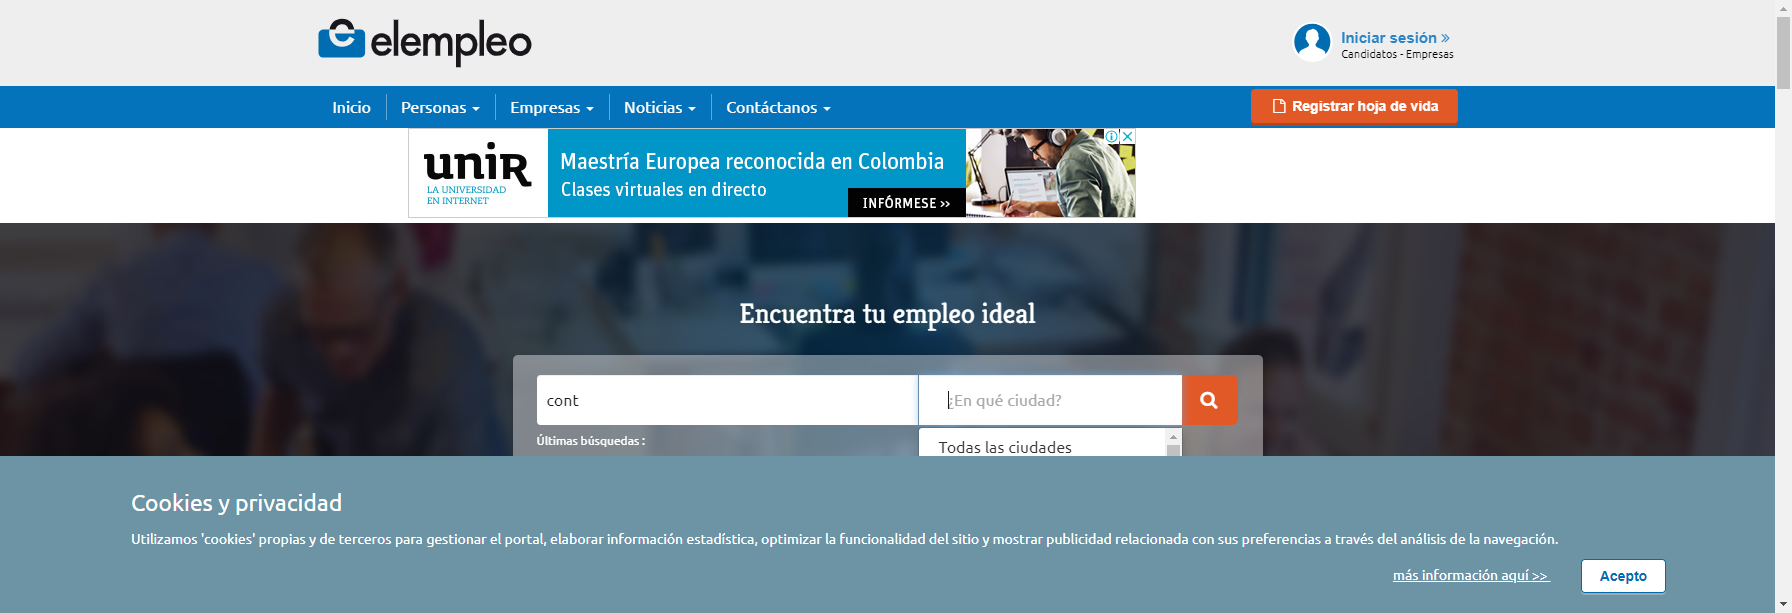 elempleo
Iniciar sesión »
Candidatos - Empresas
Inicio
Personas
Empresas
Noticias
Contáctanos
Registrar hoja de vida
unir
LA UNIVERSIDAD
EN INTERNET
Maestría Europea reconocida en Colombia
Clases virtuales en directo
INFÓRMESE >>
Encuentra tu empleo ideal
cont
¿En qué ciudad?
Últimas búsquedas :
Todas las ciudades
Cookies y privacidad
Utilizamos 'cookies' propias y de terceros para gestionar el portal, elaborar información estadística, optimizar la funcionalidad del sitio y mostrar publicidad relacionada con sus preferencias a través del análisis de la navegación.
más información aquí >>
Acepto